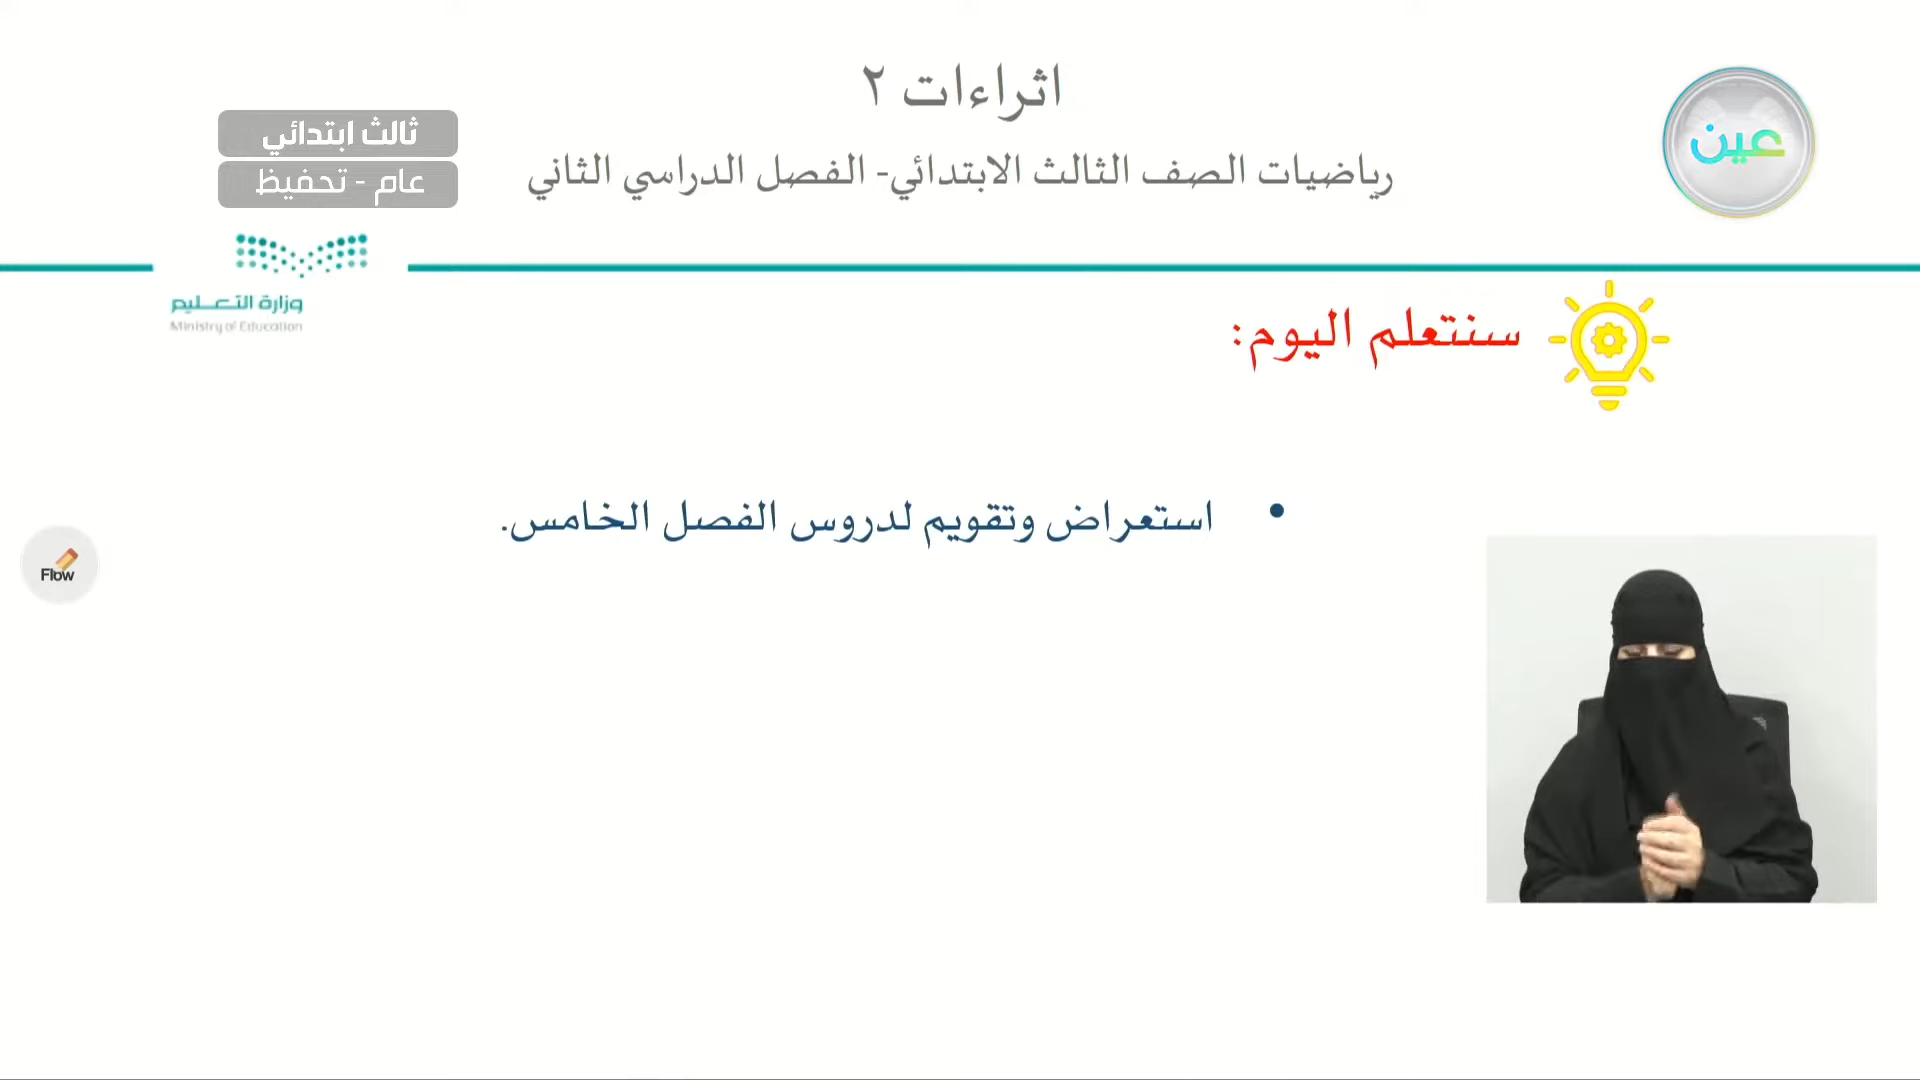 اثراءات ٢
رياضيات الصف الثالث الابتدائي- الفصل الدراسي الثاني
عين
ثالث ابتدائي
عام - تحفيظ
وزارة التعليم
Ministry of Education
سنتعلم اليوم:
• استعراض وتقويم لدروس الفصل الخامس.
Flow